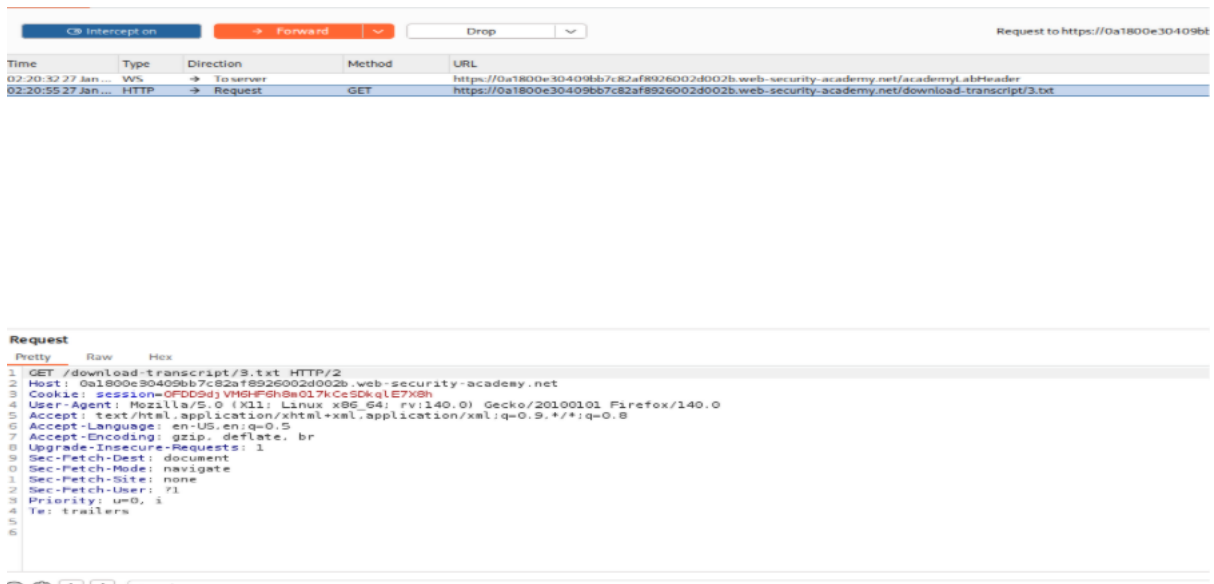 Intercept on
→ Forward
Drop
Request to https://0a1800e30409bb
Time Type Direction Method URL
02:20:32 27 Jan... WS → To server https://0a1800e30409bb7c82af8926002d002b.web-security-academy.net/academyLabHeader
02:20:55 27 Jan... HTTP → Request GET https://0a1800e30409bb7c82af8926002d002b.web-security-academy.net/download-transcript/3.txt
Request
Pretty Raw Hex
1 GET /download-transcript/3.txt HTTP/2
2 Host: 0a1800e30409bb7c82af8926002d002b.web-security-academy.net
3 Cookie: session=
4 User-Agent: Mozilla/5.0 (X11; Linux x86_64; rv:140.0) Gecko/20100101 Firefox/140.0
5 Accept: text/html,application/xhtml+xml,application/xml;q=0.9,*/*;q=0.8
6 Accept-Language: en-US,en;q=0.5
7 Accept-Encoding: gzip, deflate, br
8 Upgrade-Insecure-Requests: 1
9 Sec-Fetch-Dest: document
0 Sec-Fetch-Mode: navigate
1 Sec-Fetch-Site: none
2 Sec-Fetch-User: ?1
3 Priority: u=0, i
4 Te: trailers
5
6